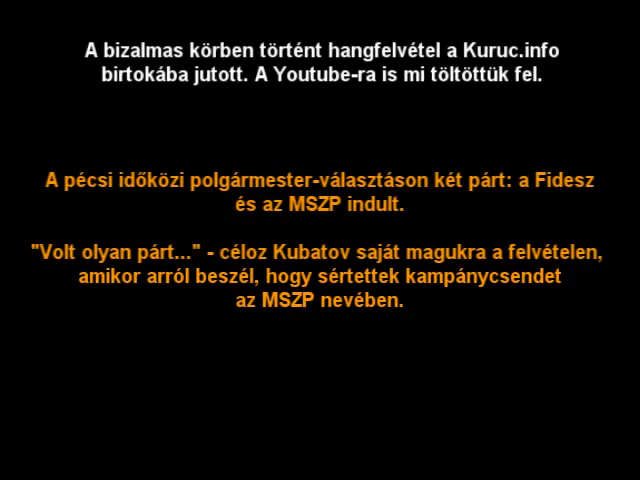 A bizalmas körben történt hangfelvétel a Kuruc.info
birtokába jutott. A Youtube-ra is mi töltöttük fel.
A pécsi időközi polgármester-választáson két párt: a Fidesz
és az MSZP indult.
"Volt olyan párt..." - céloz Kubatov saját magukra a felvételen,
amikor arról beszél, hogy sértettek kampánycsendet
az MSZP nevében.